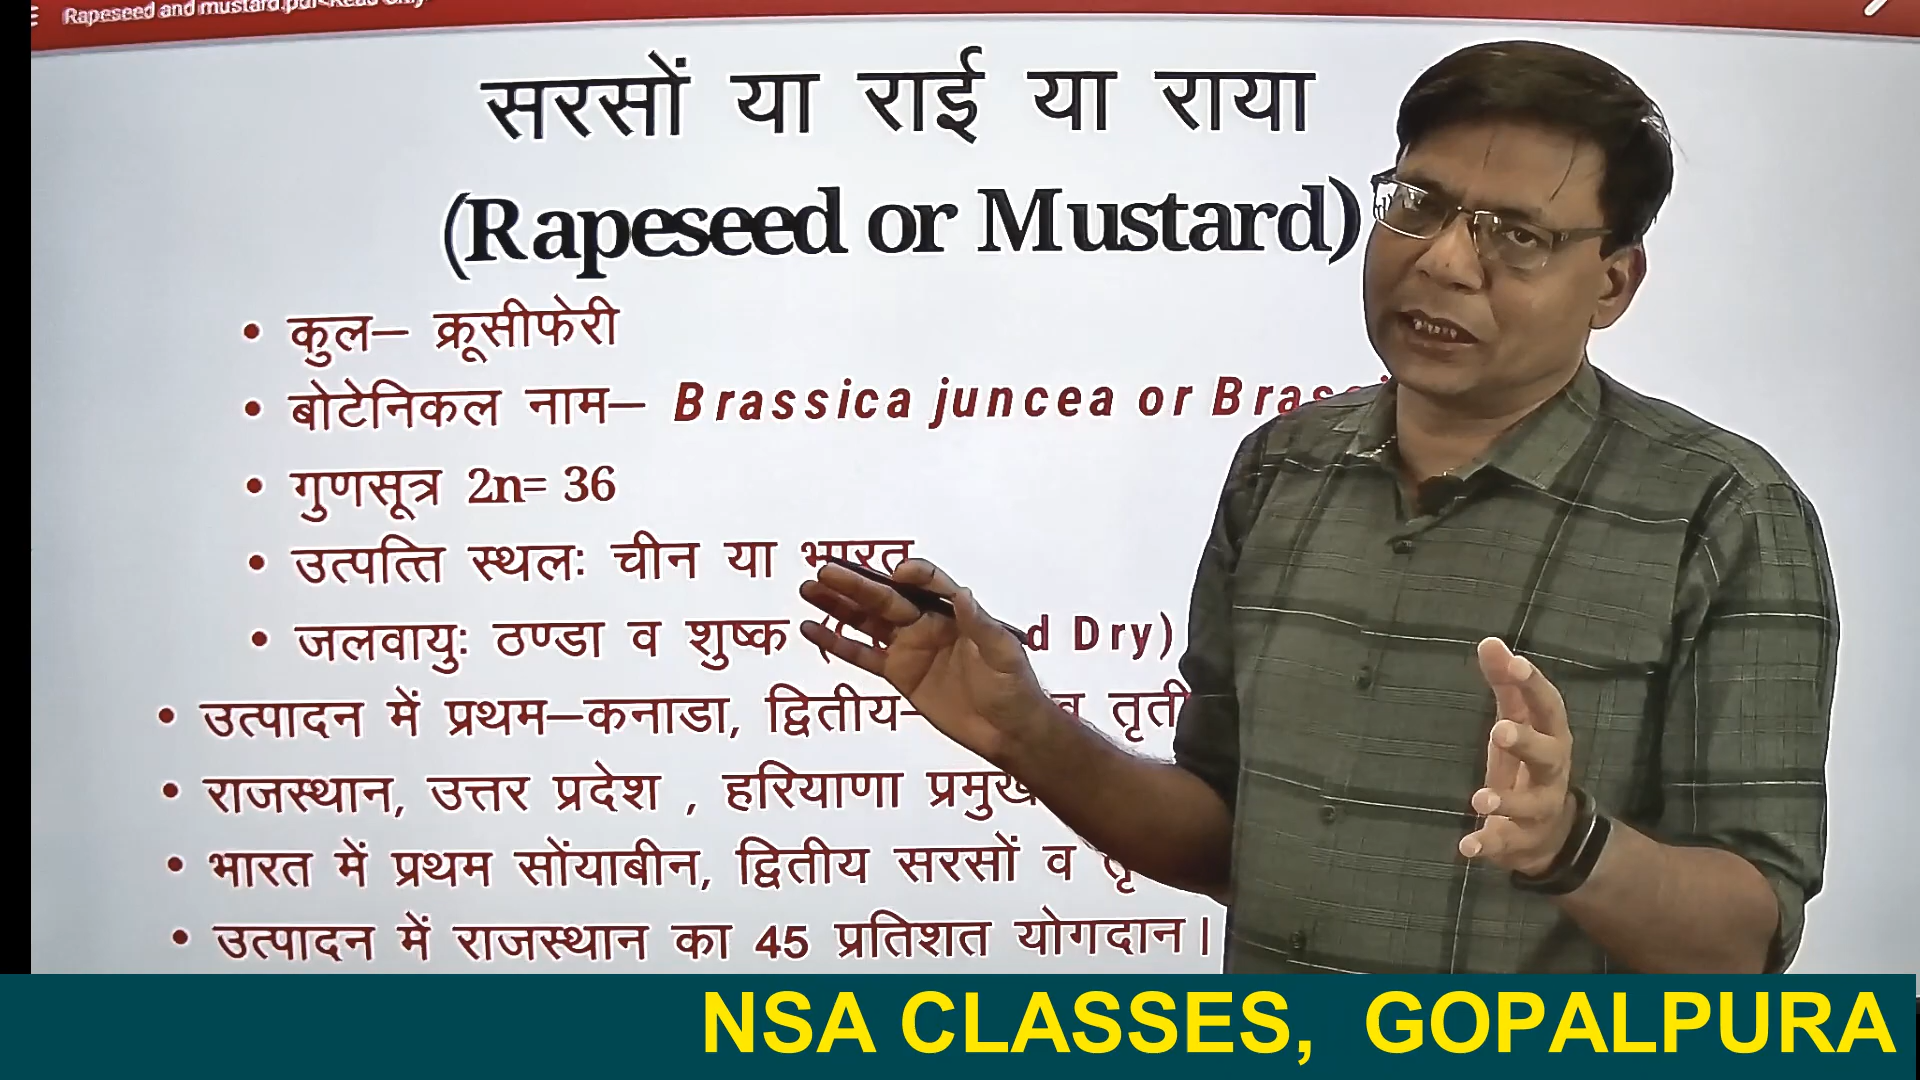 Rapeseed and mustard.pdf
सरसों या राई या राया
(Rapeseed or Mustard)
• कुल– क्रूसीफेरी
• बोटेनिकल नाम– Brassica juncea or
• गुणसूत्र 2n= 36
• उत्पत्ति स्थलः चीन या भारत
• जलवायुः ठण्डा व शुष्क Dry)
• उत्पादन में प्रथम–कनाडा, द्वितीय– व
• राजस्थान, उत्तर प्रदेश , हरियाणा प्रमुख
• भारत में प्रथम सोंयाबीन, द्वितीय सरसों व
• उत्पादन में राजस्थान का 45 प्रतिशत योगदान।
NSA CLASSES, GOPALPURA